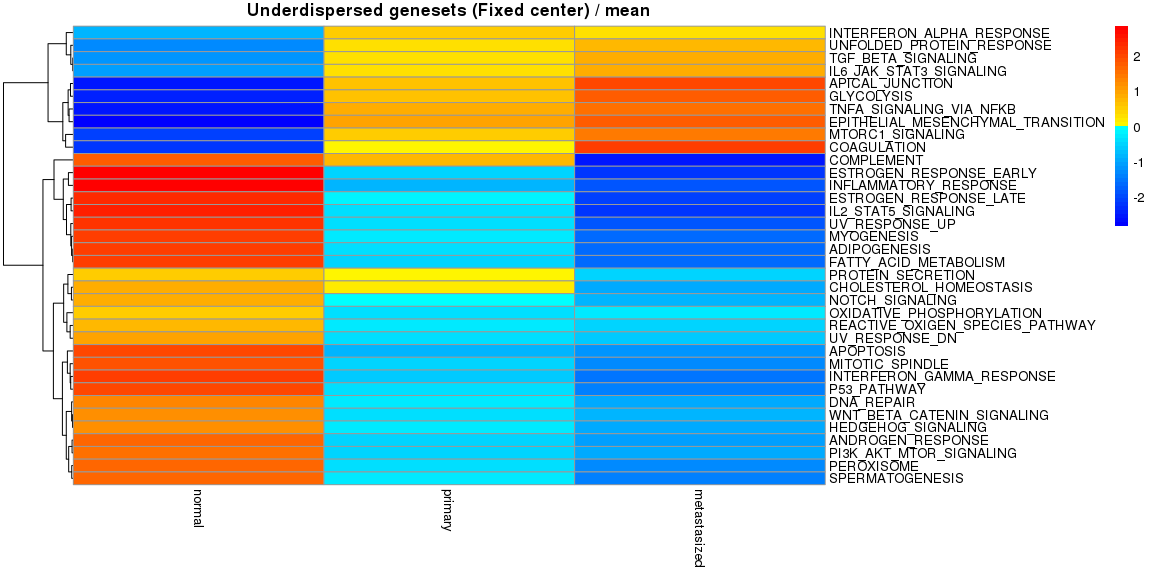 Underdispersed genesets (Fixed center) / mean
INTERFERON_ALPHA_RESPONSE
UNFOLDED_PROTEIN_RESPONSE
TGF_BETA_SIGNALING
IL6_JAK_STAT3_SIGNALING
APICAL_JUNCTION
GLYCOLYSIS
TNFA_SIGNALING_VIA_NFKB
EPITHELIAL_MESENCHYMAL_TRANSITION
MTORC1_SIGNALING
COAGULATION
COMPLEMENT
ESTROGEN_RESPONSE_EARLY
INFLAMMATORY_RESPONSE
ESTROGEN_RESPONSE_LATE
IL2_STAT5_SIGNALING
UV_RESPONSE_UP
MYOGENESIS
ADIPOGENESIS
FATTY_ACID_METABOLISM
PROTEIN_SECRETION
CHOLESTEROL_HOMEOSTASIS
NOTCH_SIGNALING
OXIDATIVE_PHOSPHORYLATION
REACTIVE_OXIGEN_SPECIES_PATHWAY
UV_RESPONSE_DN
APOPTOSIS
MITOTIC_SPINDLE
INTERFERON_GAMMA_RESPONSE
P53_PATHWAY
DNA_REPAIR
WNT_BETA_CATENIN_SIGNALING
HEDGEHOG_SIGNALING
ANDROGEN_RESPONSE
PI3K_AKT_MTOR_SIGNALING
PEROXISOME
SPERMATOGENESIS
2
1
0
-1
-2
normal
primary
metastasized